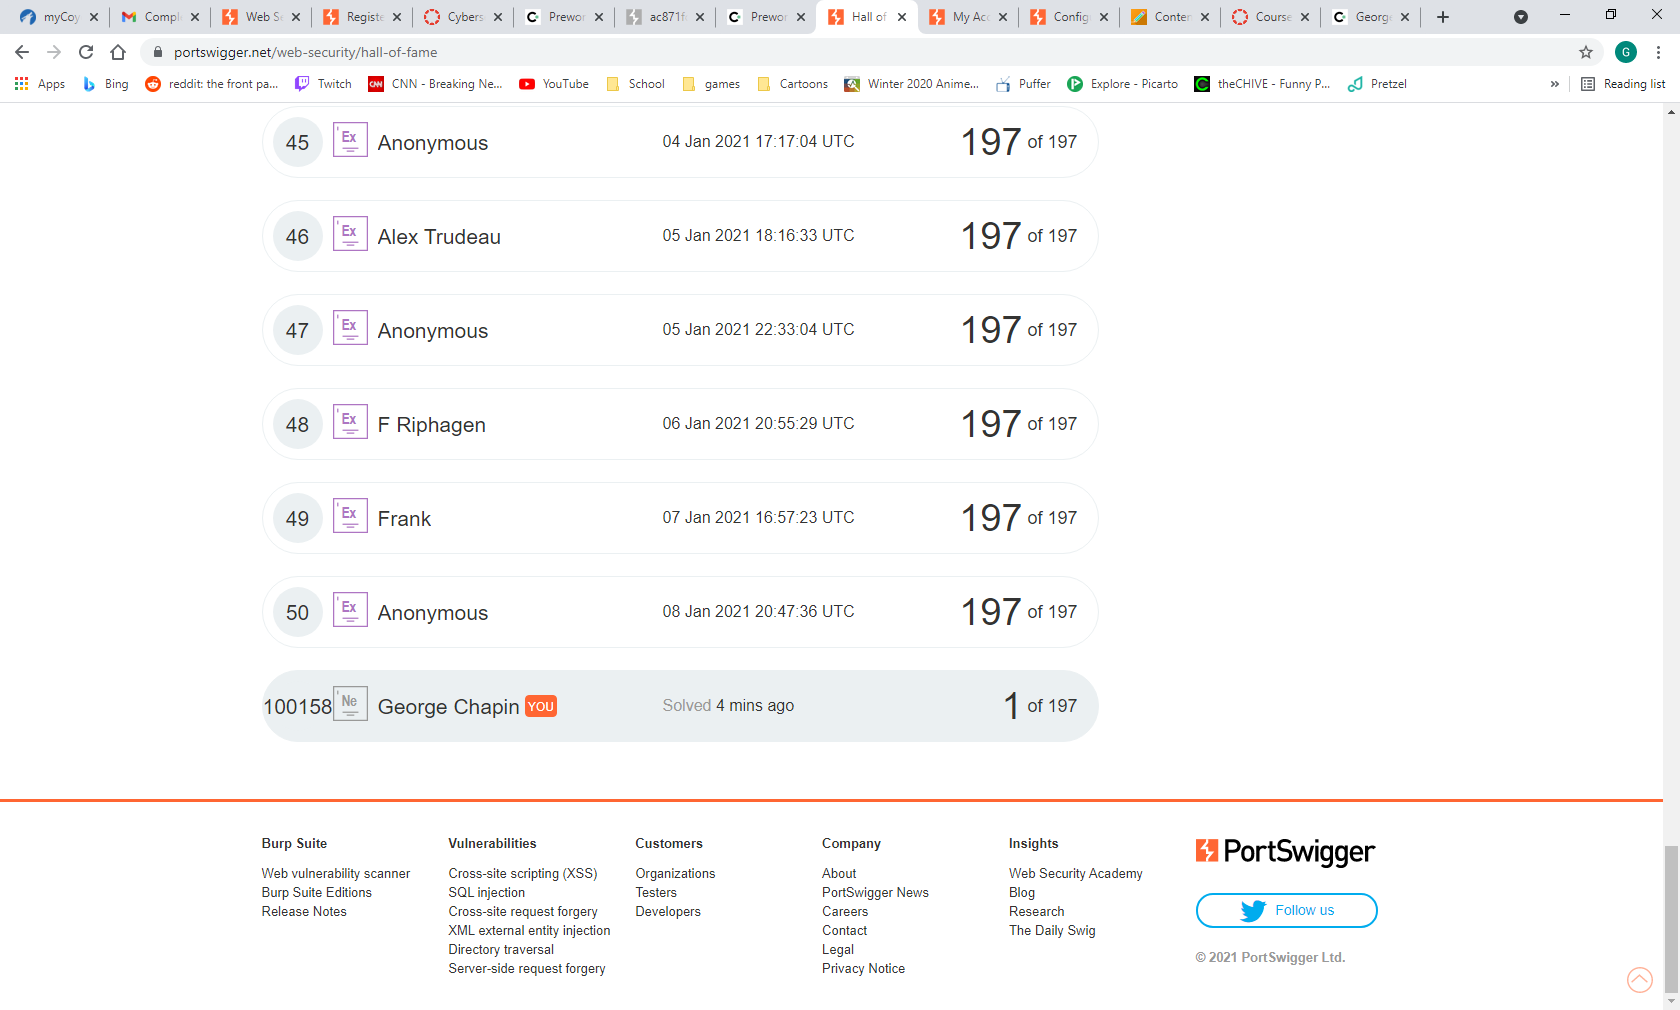 myCoy
Compl
Web S
Registe
Cybers
Prewor
ac871f
Prewor
Hall of
My Acc
Config
Conter
Course
George
portswigger.net/web-security/hall-of-fame
G
Apps
Bing
reddit: the front pa...
Twitch
CNN - Breaking Ne...
YouTube
School
games
Cartoons
Winter 2020 Anime...
Puffer
Explore - Picarto
theCHIVE - Funny P...
Pretzel
»
Reading list
45 Ex Anonymous 04 Jan 2021 17:17:04 UTC 197 of 197
46 Ex Alex Trudeau 05 Jan 2021 18:16:33 UTC 197 of 197
47 Ex Anonymous 05 Jan 2021 22:33:04 UTC 197 of 197
48 Ex F Riphagen 06 Jan 2021 20:55:29 UTC 197 of 197
49 Ex Frank 07 Jan 2021 16:57:23 UTC 197 of 197
50 Ex Anonymous 08 Jan 2021 20:47:36 UTC 197 of 197
100158 Ne George Chapin YOU Solved 4 mins ago 1 of 197
Burp Suite
Web vulnerability scanner
Burp Suite Editions
Release Notes
Vulnerabilities
Cross-site scripting (XSS)
SQL injection
Cross-site request forgery
XML external entity injection
Directory traversal
Server-side request forgery
Customers
Organizations
Testers
Developers
Company
About
PortSwigger News
Careers
Contact
Legal
Privacy Notice
Insights
Web Security Academy
Blog
Research
The Daily Swig
PortSwigger
Follow us
© 2021 PortSwigger Ltd.